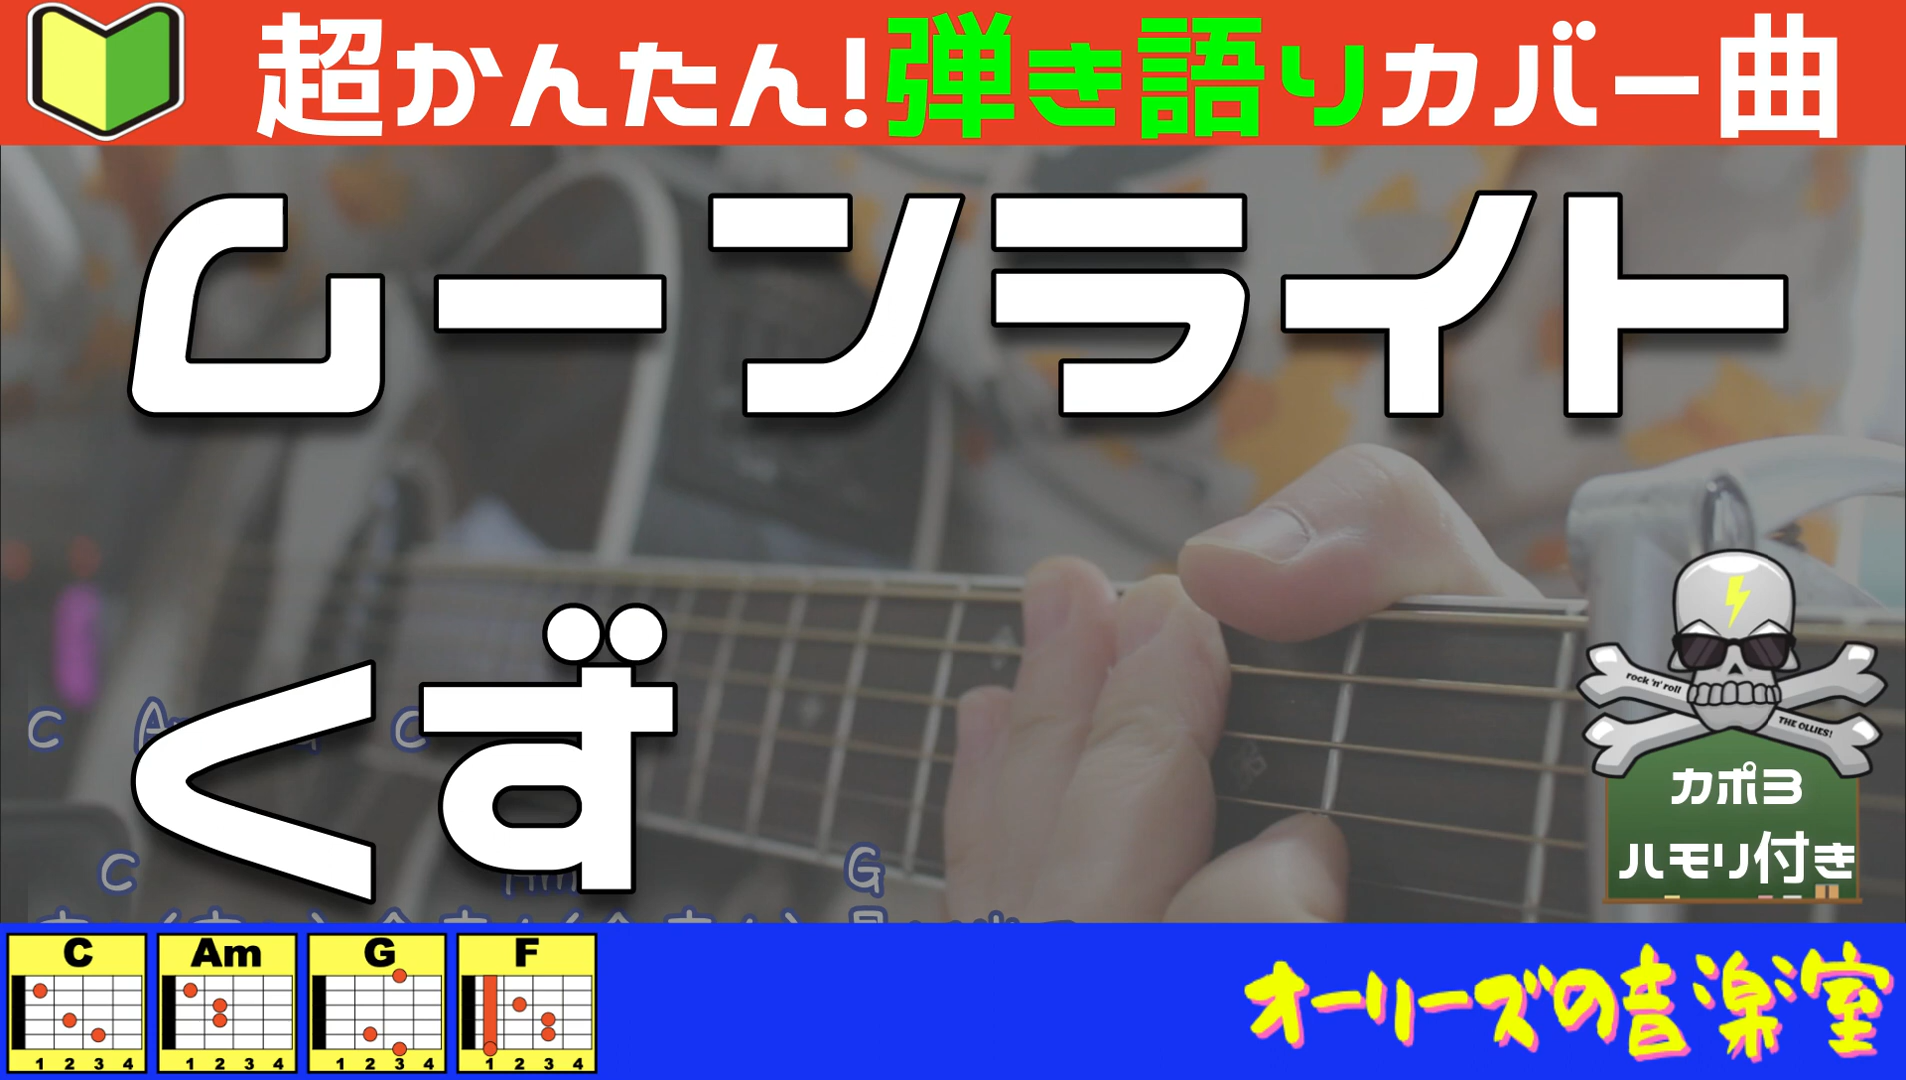 超かんたん!弾き語りカバー曲
ムーンライト
くず
C Am G C
C Am G
rock 'n' roll
THE OLLIES!
カポ3
ハモリ付き
C Am G F
1 2 3 4 1 2 3 4 1 2 3 4 1 2 3 4
オーリーズの音楽室